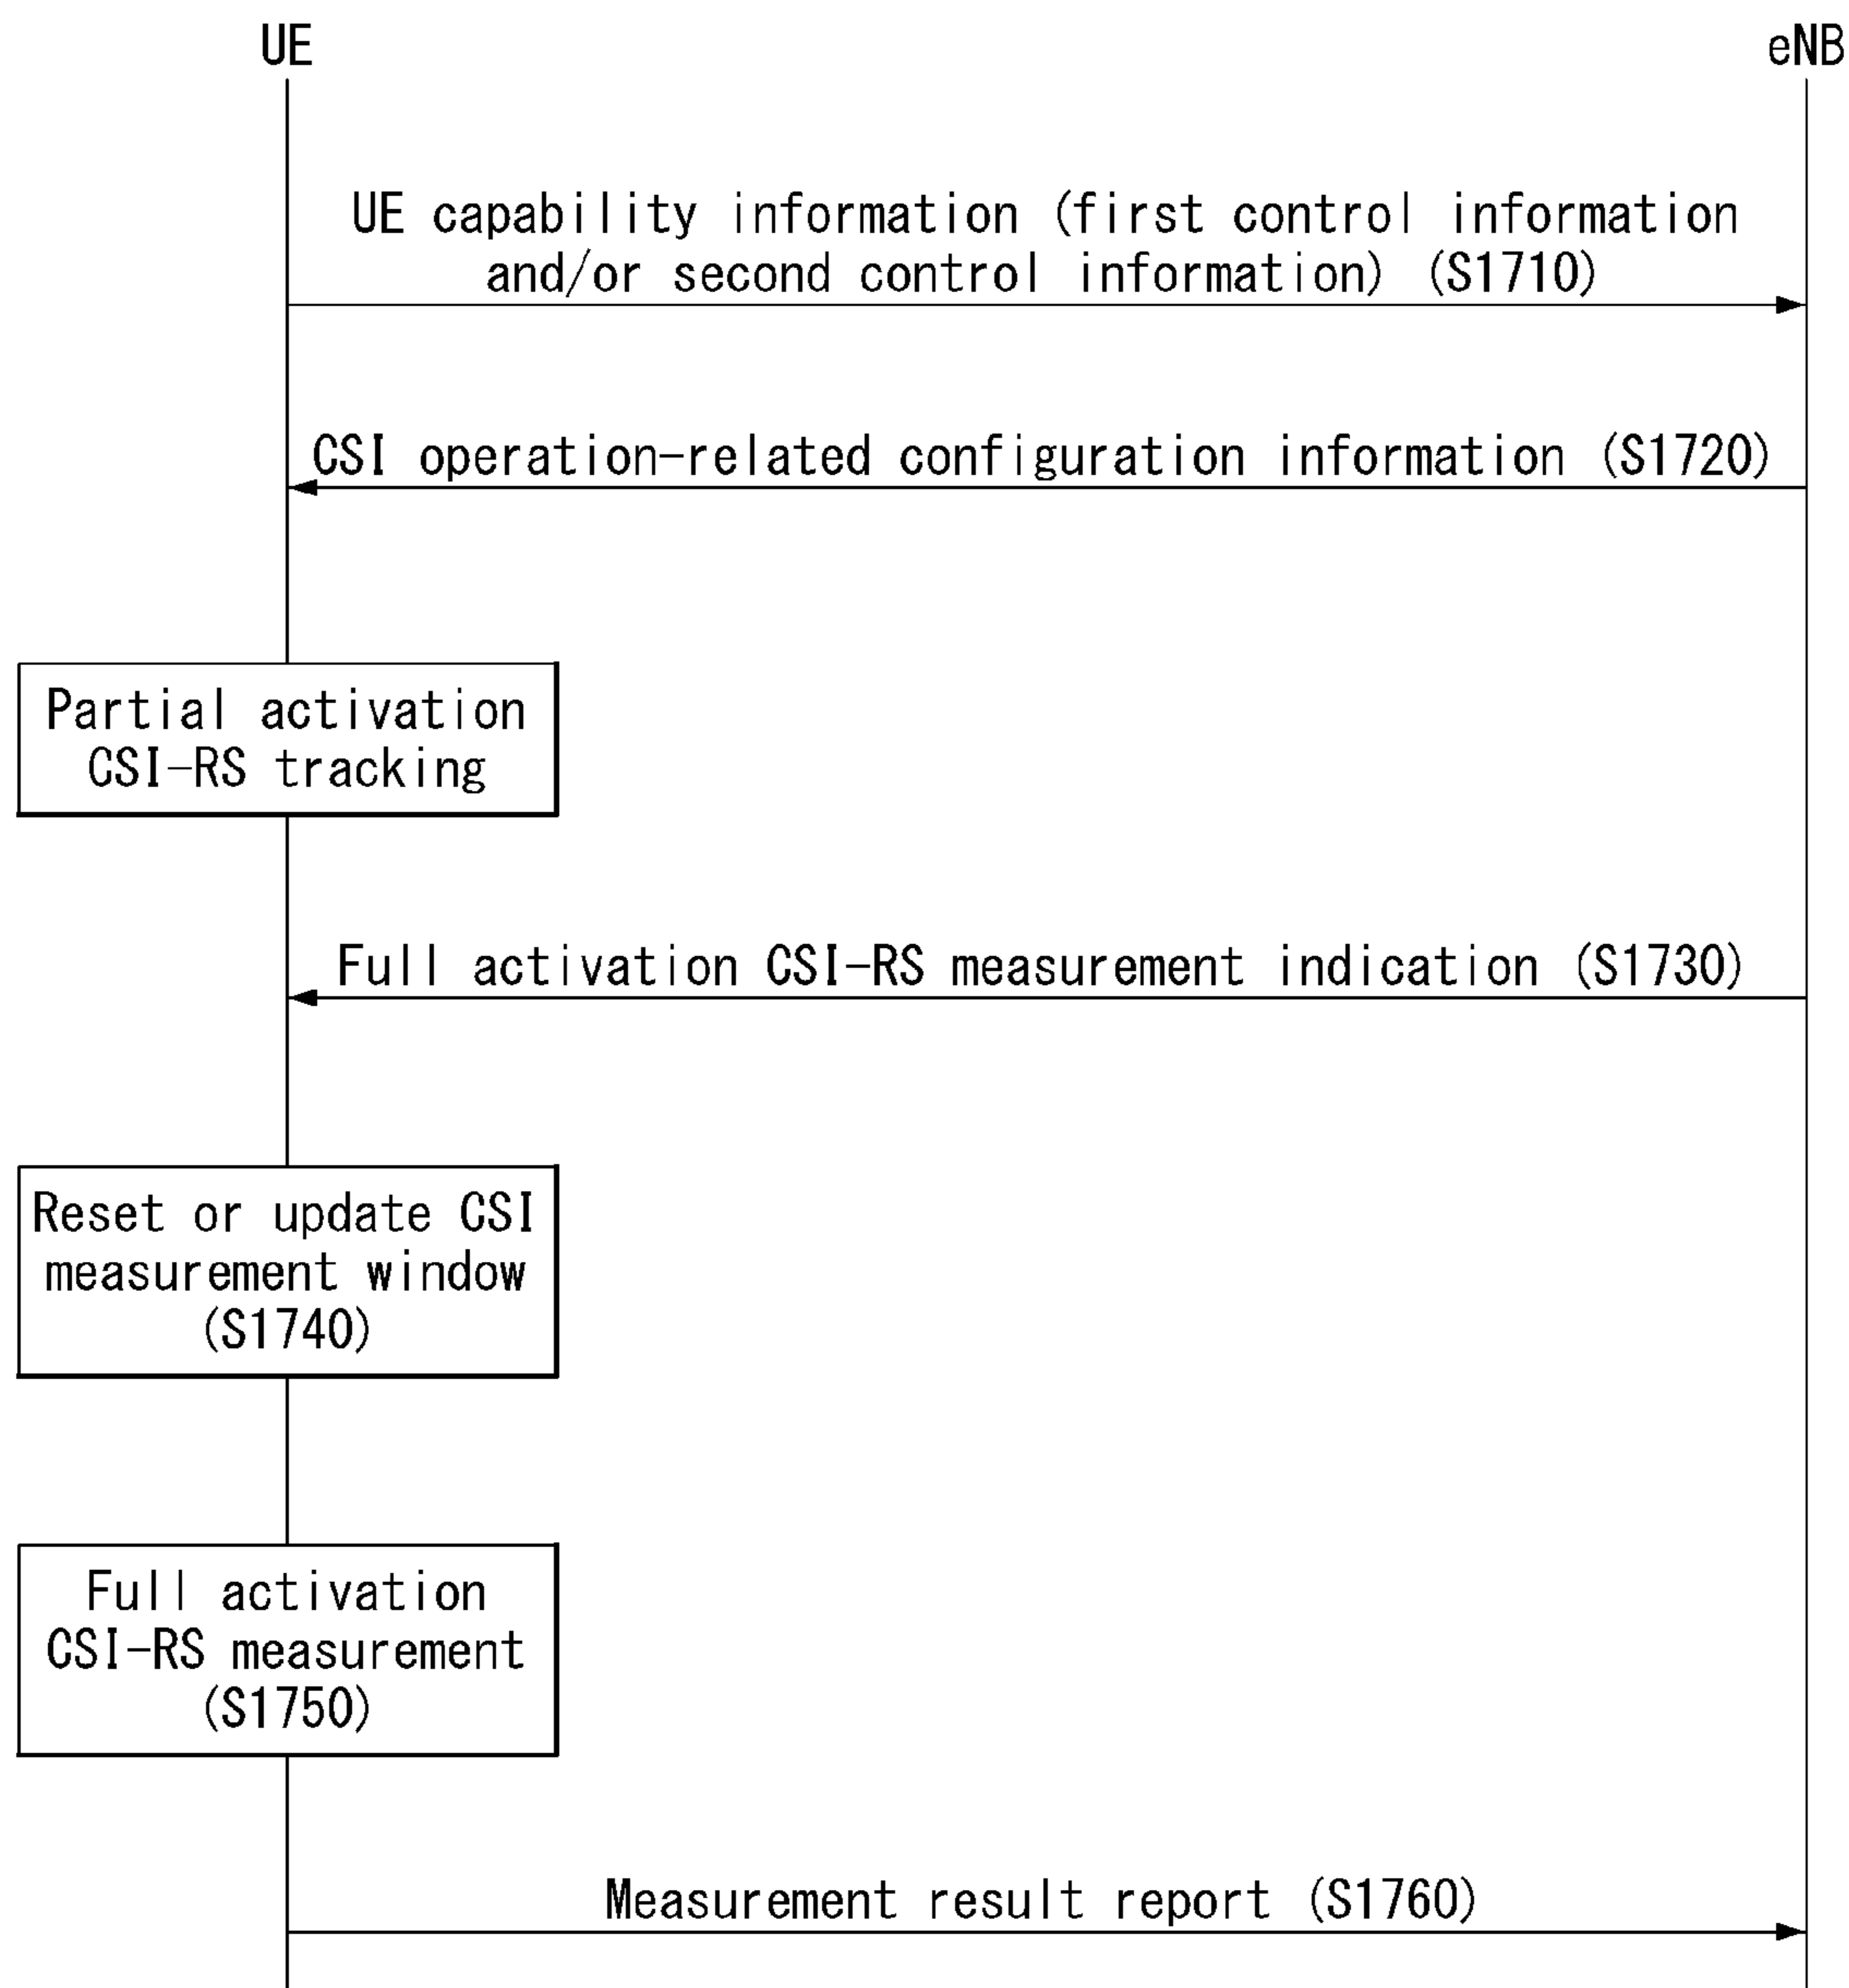 UE
eNB
UE capability information (first control information
and/or second control information) (S1710)
CSI operation-related configuration information (S1720)
Partial activation
CSI-RS tracking
Full activation CSI-RS measurement indication (S1730)
Reset or update CSI
measurement window
(S1740)
Full activation
CSI-RS measurement
(S1750)
Measurement result report (S1760)